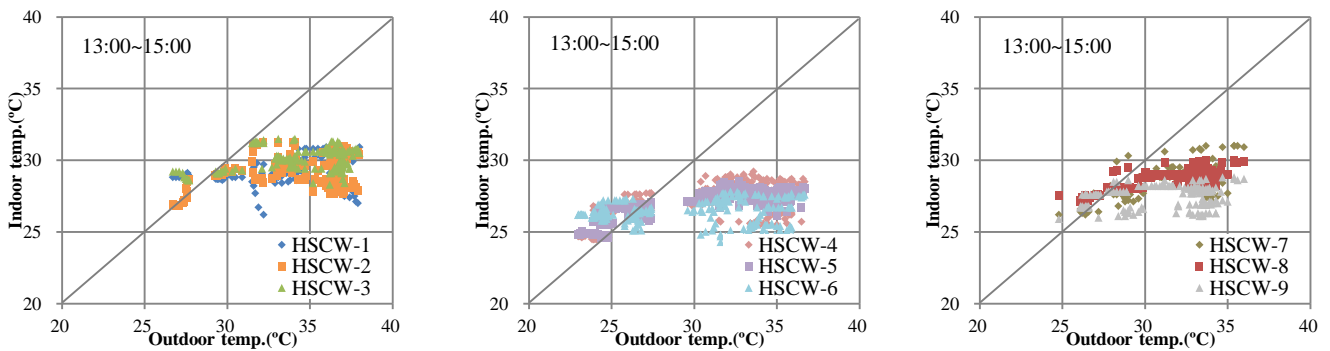 40
35
30
25
20
Indoor temp.(ºC)
13:00~15:00
HSCW-1
HSCW-2
HSCW-3
20 25 30 35 40
Outdoor temp.(ºC)
40
35
30
25
20
Indoor temp.(ºC)
13:00~15:00
HSCW-4
HSCW-5
HSCW-6
20 25 30 35 40
Outdoor temp.(ºC)
40
35
30
25
20
Indoor temp.(ºC)
13:00~15:00
HSCW-7
HSCW-8
HSCW-9
20 25 30 35 40
Outdoor temp.(ºC)